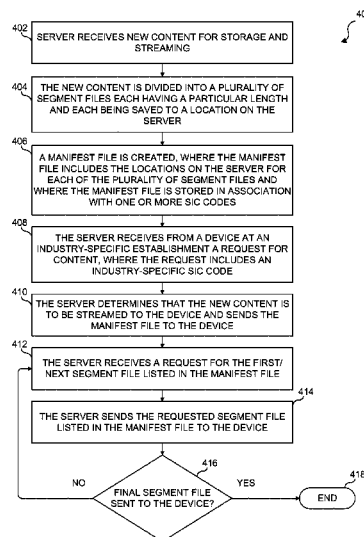 40
402
SERVER RECEIVES NEW CONTENT FOR STORAGE AND
STREAMING
404
THE NEW CONTENT IS DIVIDED INTO A PLURALITY OF
SEGMENT FILES EACH HAVING A PARTICULAR LENGTH
AND EACH BEING SAVED TO A LOCATION ON THE
SERVER
406
A MANIFEST FILE IS CREATED, WHERE THE MANIFEST
FILE INCLUDES THE LOCATIONS ON THE SERVER FOR
EACH OF THE PLURALITY OF SEGMENT FILES AND
WHERE THE MANIFEST FILE IS STORED IN ASSOCIATION
WITH ONE OR MORE SIC CODES
408
THE SERVER RECEIVES FROM A DEVICE AT AN
INDUSTRY-SPECIFIC ESTABLISHMENT A REQUEST FOR
CONTENT, WHERE THE REQUEST INCLUDES AN
INDUSTRY-SPECIFIC SIC CODE
410
THE SERVER DETERMINES THAT THE NEW CONTENT IS
TO BE STREAMED TO THE DEVICE AND SENDS THE
MANIFEST FILE TO THE DEVICE
412
THE SERVER RECEIVES A REQUEST FOR THE FIRST/
NEXT SEGMENT FILE LISTED IN THE MANIFEST FILE
414
THE SERVER SENDS THE REQUESTED SEGMENT FILE
LISTED IN THE MANIFEST FILE TO THE DEVICE
416
NO
FINAL SEGMENT FILE
SENT TO THE DEVICE?
YES
418
END